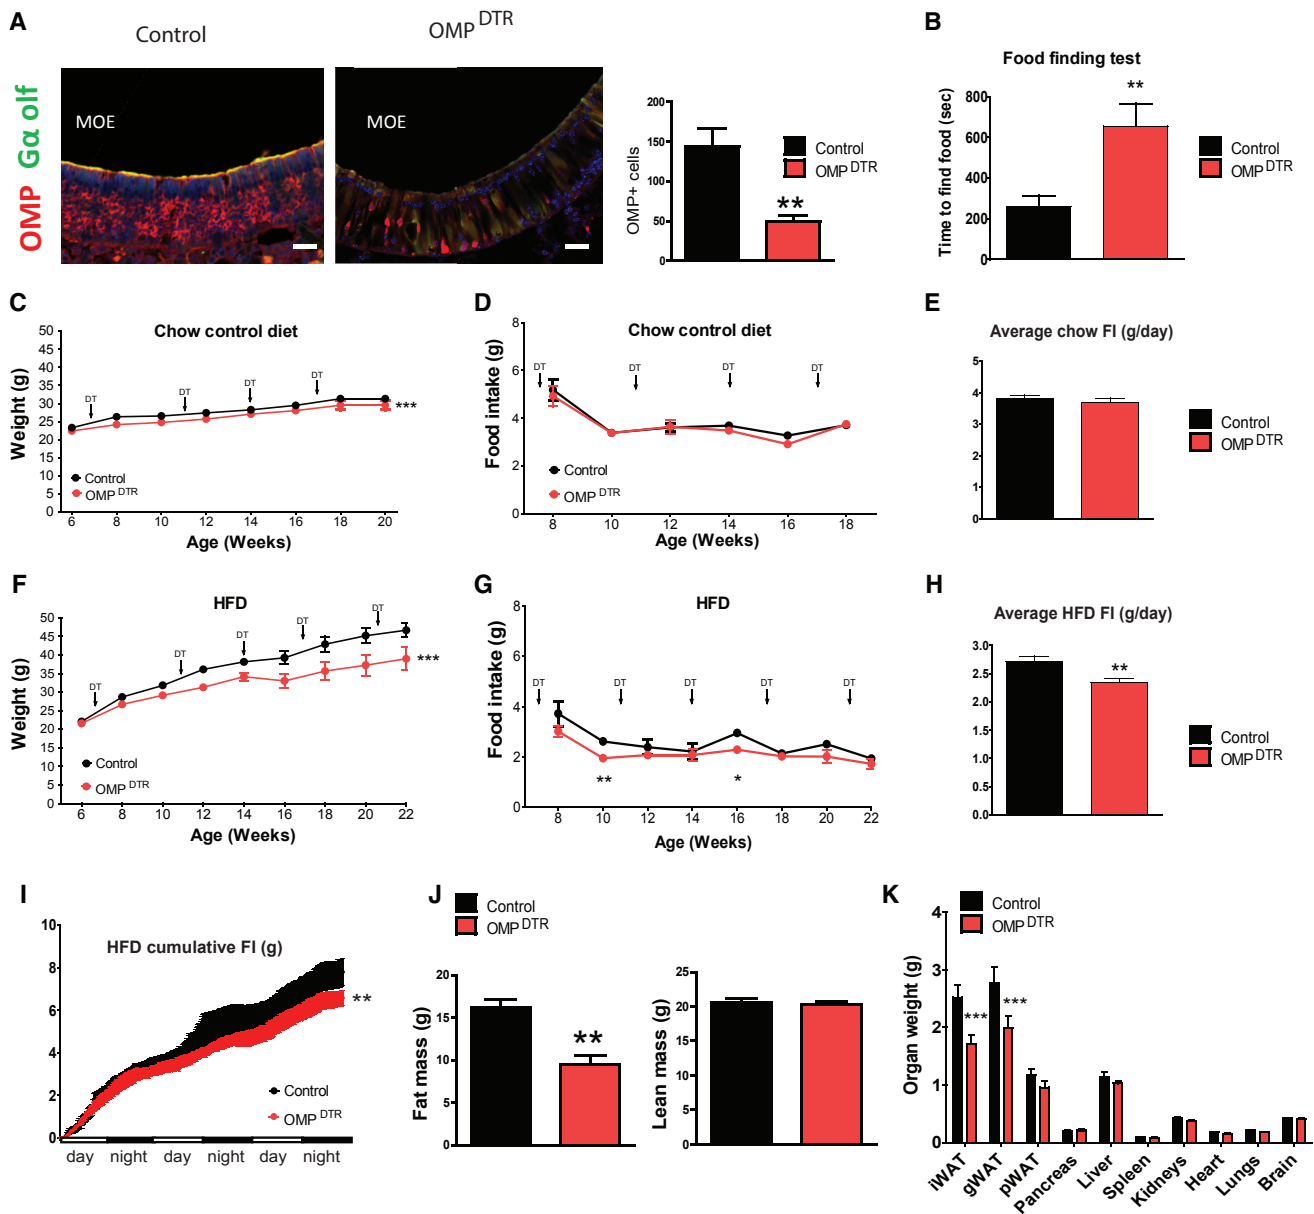 A
Control
OMP DTR
OMP Gα olf
MOE
MOE
200
150
100
50
0
OMP+ cells
**
Control
OMP DTR
B
Food finding test
Time to find food (sec)
800
600
400
200
0
**
Control
OMP DTR
C
Chow control diet
Weight (g)
50
45
40
35
30
25
20
15
10
5
0
DT
DT
DT
DT
***
Control
OMP DTR
6 8 10 12 14 16 18 20
Age (Weeks)
D
Chow control diet
Food intake (g)
8
6
4
2
0
DT
DT
DT
DT
Control
OMP DTR
8 10 12 14 16 18
Age (Weeks)
E
Average chow FI (g/day)
5
4
3
2
1
0
Control
OMP DTR
F
HFD
Weight (g)
50
45
40
35
30
25
20
15
10
5
0
DT
DT
DT
DT
DT
***
Control
OMP DTR
6 8 10 12 14 16 18 20 22
Age (Weeks)
G
HFD
Food intake (g)
8
6
4
2
0
DT
DT
DT
DT
DT
** *
Control
OMP DTR
8 10 12 14 16 18 20 22
Age (Weeks)
H
Average HFD FI (g/day)
3.0
2.5
2.0
1.5
1.0
0.5
0.0
**
Control
OMP DTR
I
HFD cumulative FI (g)
10
8
6
4
2
0
**
Control
OMP DTR
day night day night day night
J
Control
OMP DTR
Fat mass (g)
20
15
10
5
0
**
Lean mass (g)
25
20
15
10
5
0
K
Control
OMP DTR
Organ weight (g)
4
3
2
1
0
***
***
iWAT
gWAT
pWAT
Pancreas
Liver
Spleen
Kidneys
Heart
Lungs
Brain